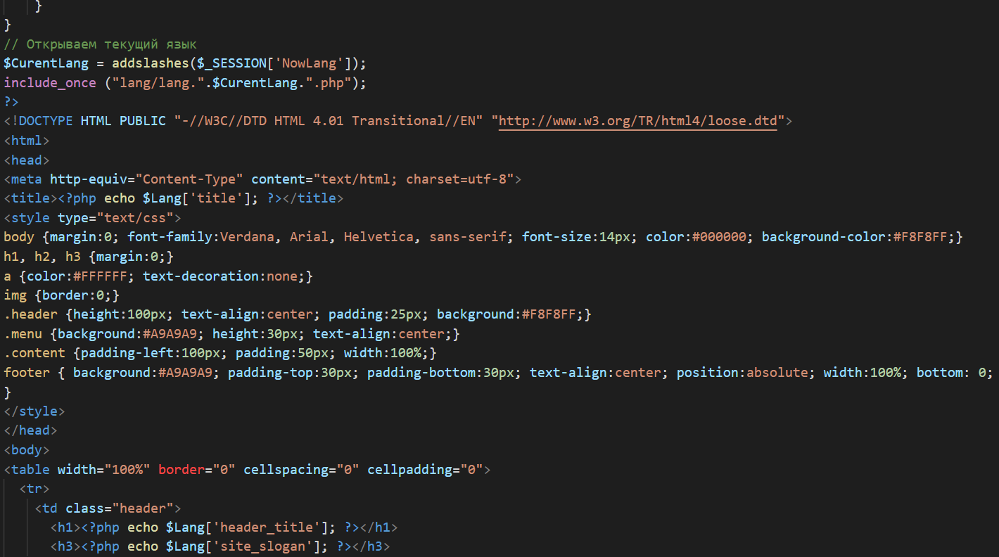 }
}
// Открываем текущий язык
$CurentLang = addslashes($_SESSION['NowLang']);
include_once ("lang/lang.".$CurentLang.".php");
?>
<!DOCTYPE HTML PUBLIC "-//W3C//DTD HTML 4.01 Transitional//EN" "http://www.w3.org/TR/html4/loose.dtd">
<html>
<head>
<meta http-equiv="Content-Type" content="text/html; charset=utf-8">
<title><?php echo $Lang['title']; ?></title>
<style type="text/css">
body {margin:0; font-family:Verdana, Arial, Helvetica, sans-serif; font-size:14px; color:#000000; background-color:#F8F8FF;}
h1, h2, h3 {margin:0;}
a {color:#FFFFFF; text-decoration:none;}
img {border:0;}
.header {height:100px; text-align:center; padding:25px; background:#F8F8FF;}
.menu {background:#A9A9A9; height:30px; text-align:center;}
.content {padding-left:100px; padding:50px; width:100%;}
footer { background:#A9A9A9; padding-top:30px; padding-bottom:30px; text-align:center; position:absolute; width:100%; bottom: 0;
}
</style>
</head>
<body>
<table width="100%" border="0" cellspacing="0" cellpadding="0">
  <tr>
    <td class="header">
      <h1><?php echo $Lang['header_title']; ?></h1>
      <h3><?php echo $Lang['site_slogan']; ?></h3>